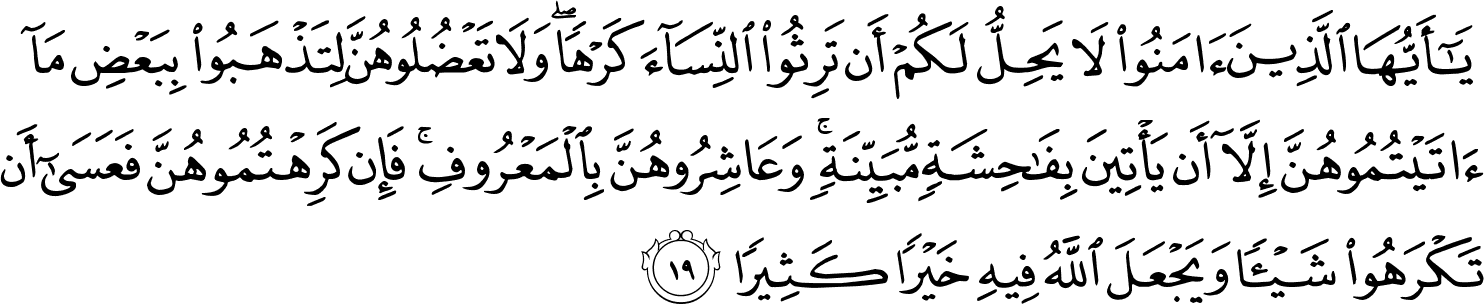 يَٰٓأَيُّهَا ٱلَّذِينَ ءَامَنُوا۟ لَا يَحِلُّ لَكُمْ أَن تَرِثُوا۟ ٱلنِّسَآءَ كَرْهًا ۖ وَلَا تَعْضُلُوهُنَّ لِتَذْهَبُوا۟ بِبَعْضِ مَآ
ءَاتَيْتُمُوهُنَّ إِلَّآ أَن يَأْتِينَ بِفَٰحِشَةٍ مُّبَيِّنَةٍ ۚ وَعَاشِرُوهُنَّ بِٱلْمَعْرُوفِ ۚ فَإِن كَرِهْتُمُوهُنَّ فَعَسَىٰٓ أَن
تَكْرَهُوا۟ شَيْـًٔا وَيَجْعَلَ ٱللَّهُ فِيهِ خَيْرًا كَثِيرًا ١٩